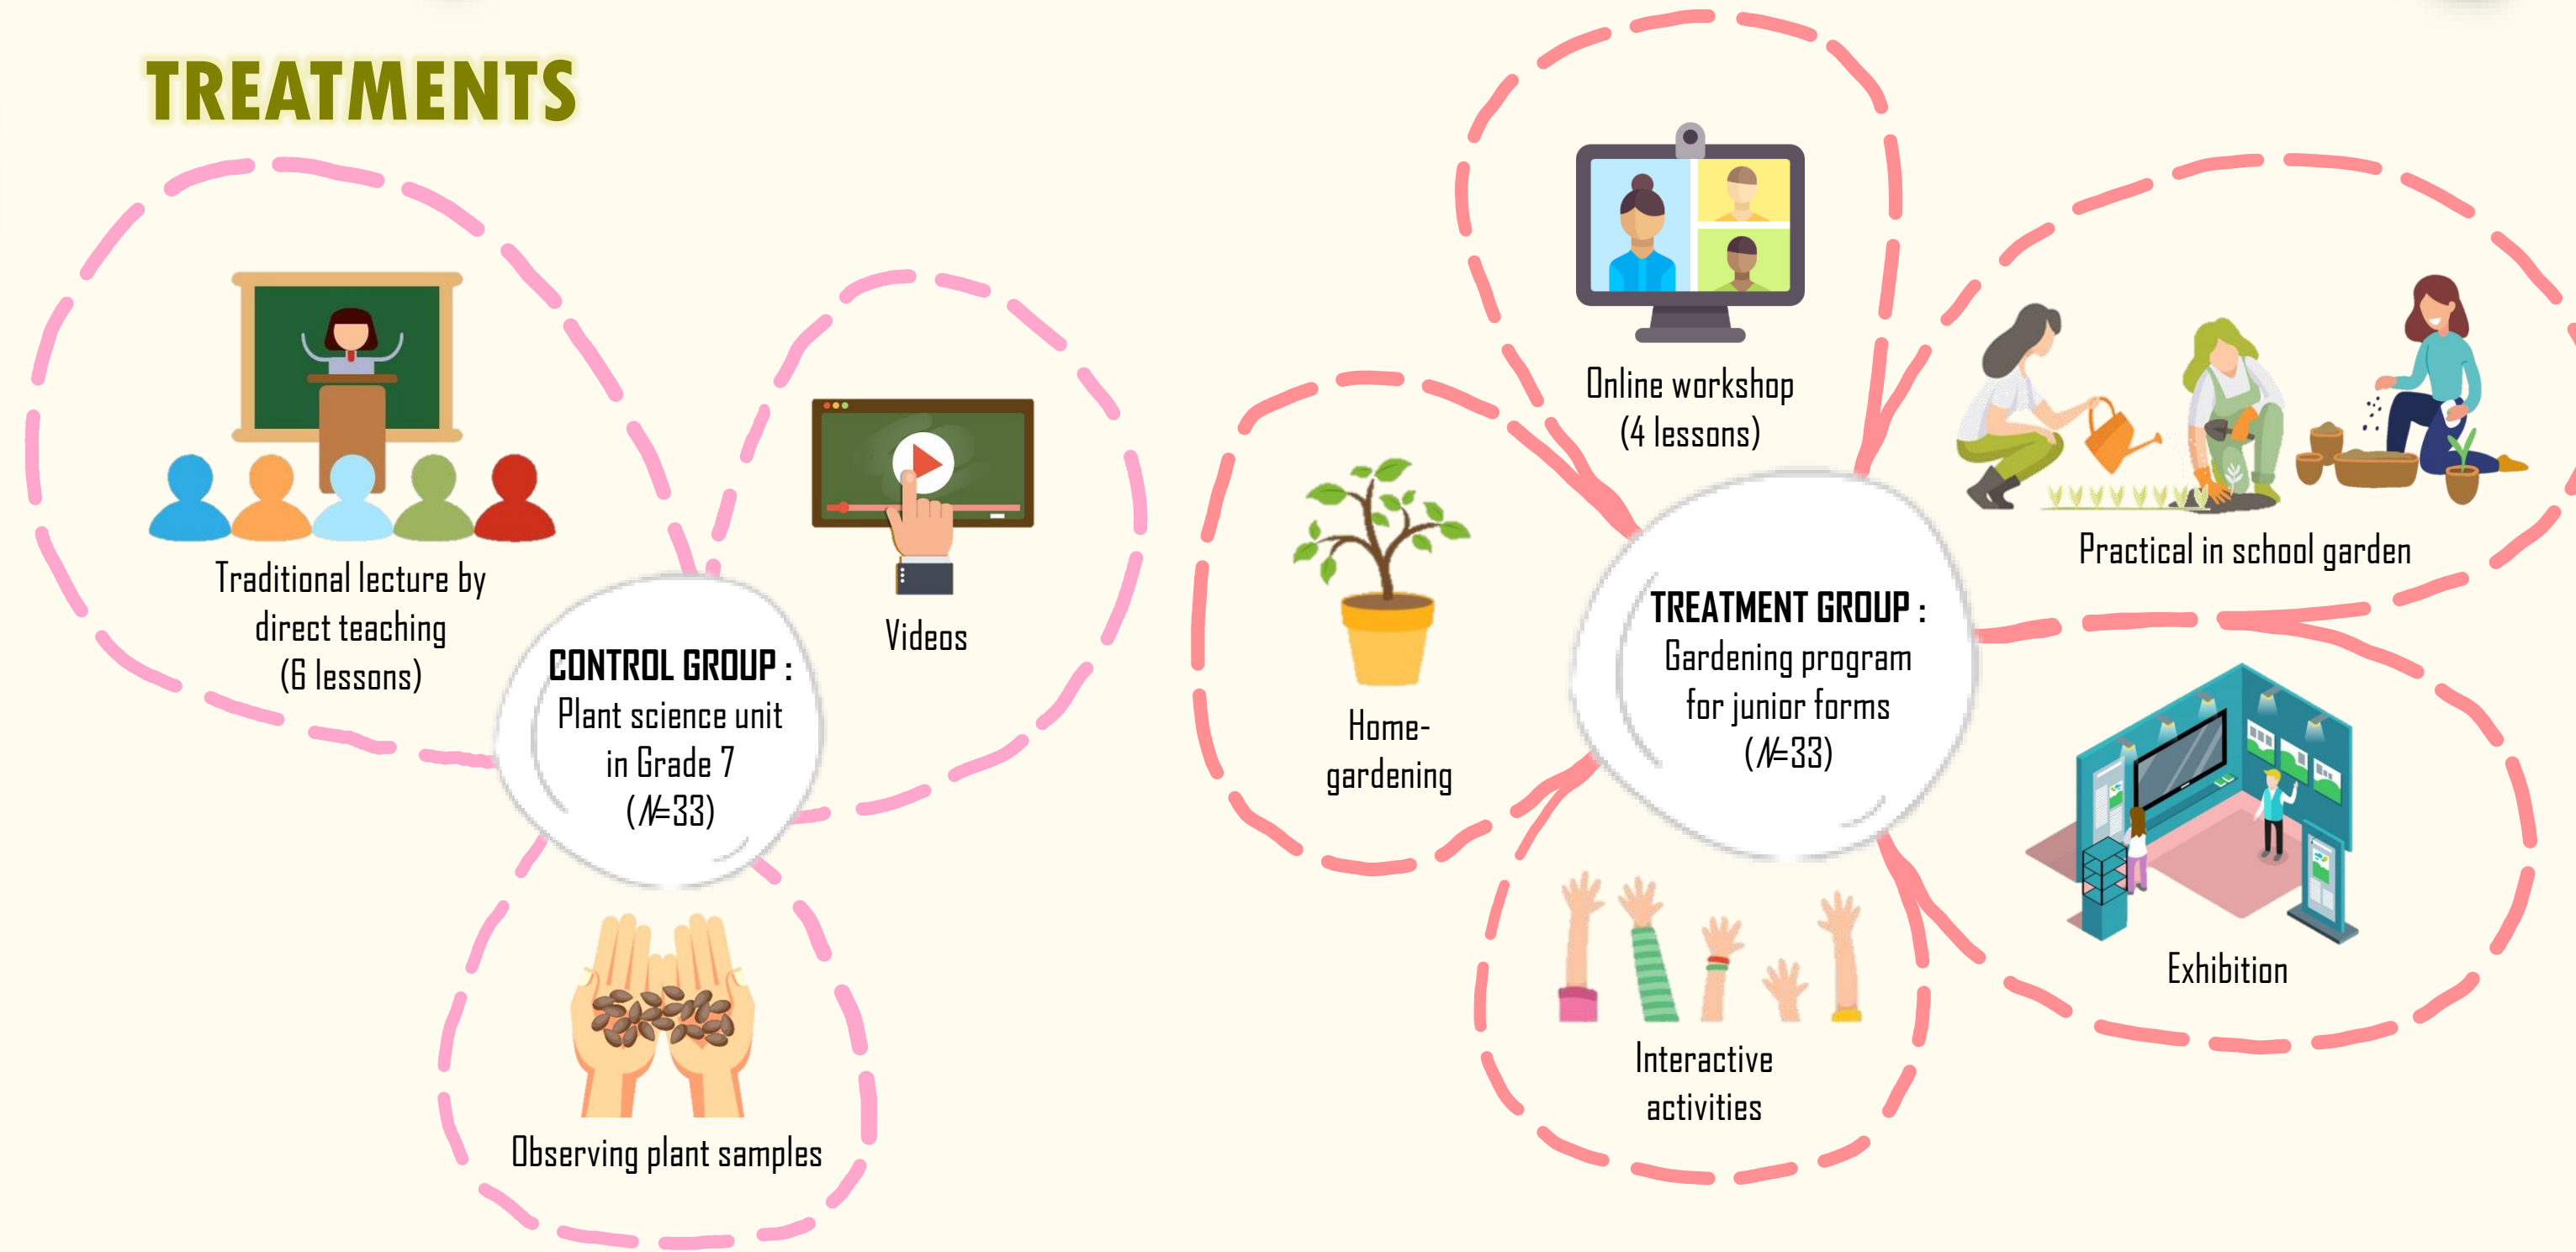 TREATMENTS
Traditional lecture by
direct teaching
(6 lessons)
Videos
CONTROL GROUP :
Plant science unit
in Grade 7
(N=33)
Observing plant samples
Online workshop
(4 lessons)
Practical in school garden
Home-
gardening
TREATMENT GROUP :
Gardening program
for junior forms
(N=33)
Exhibition
Interactive
activities